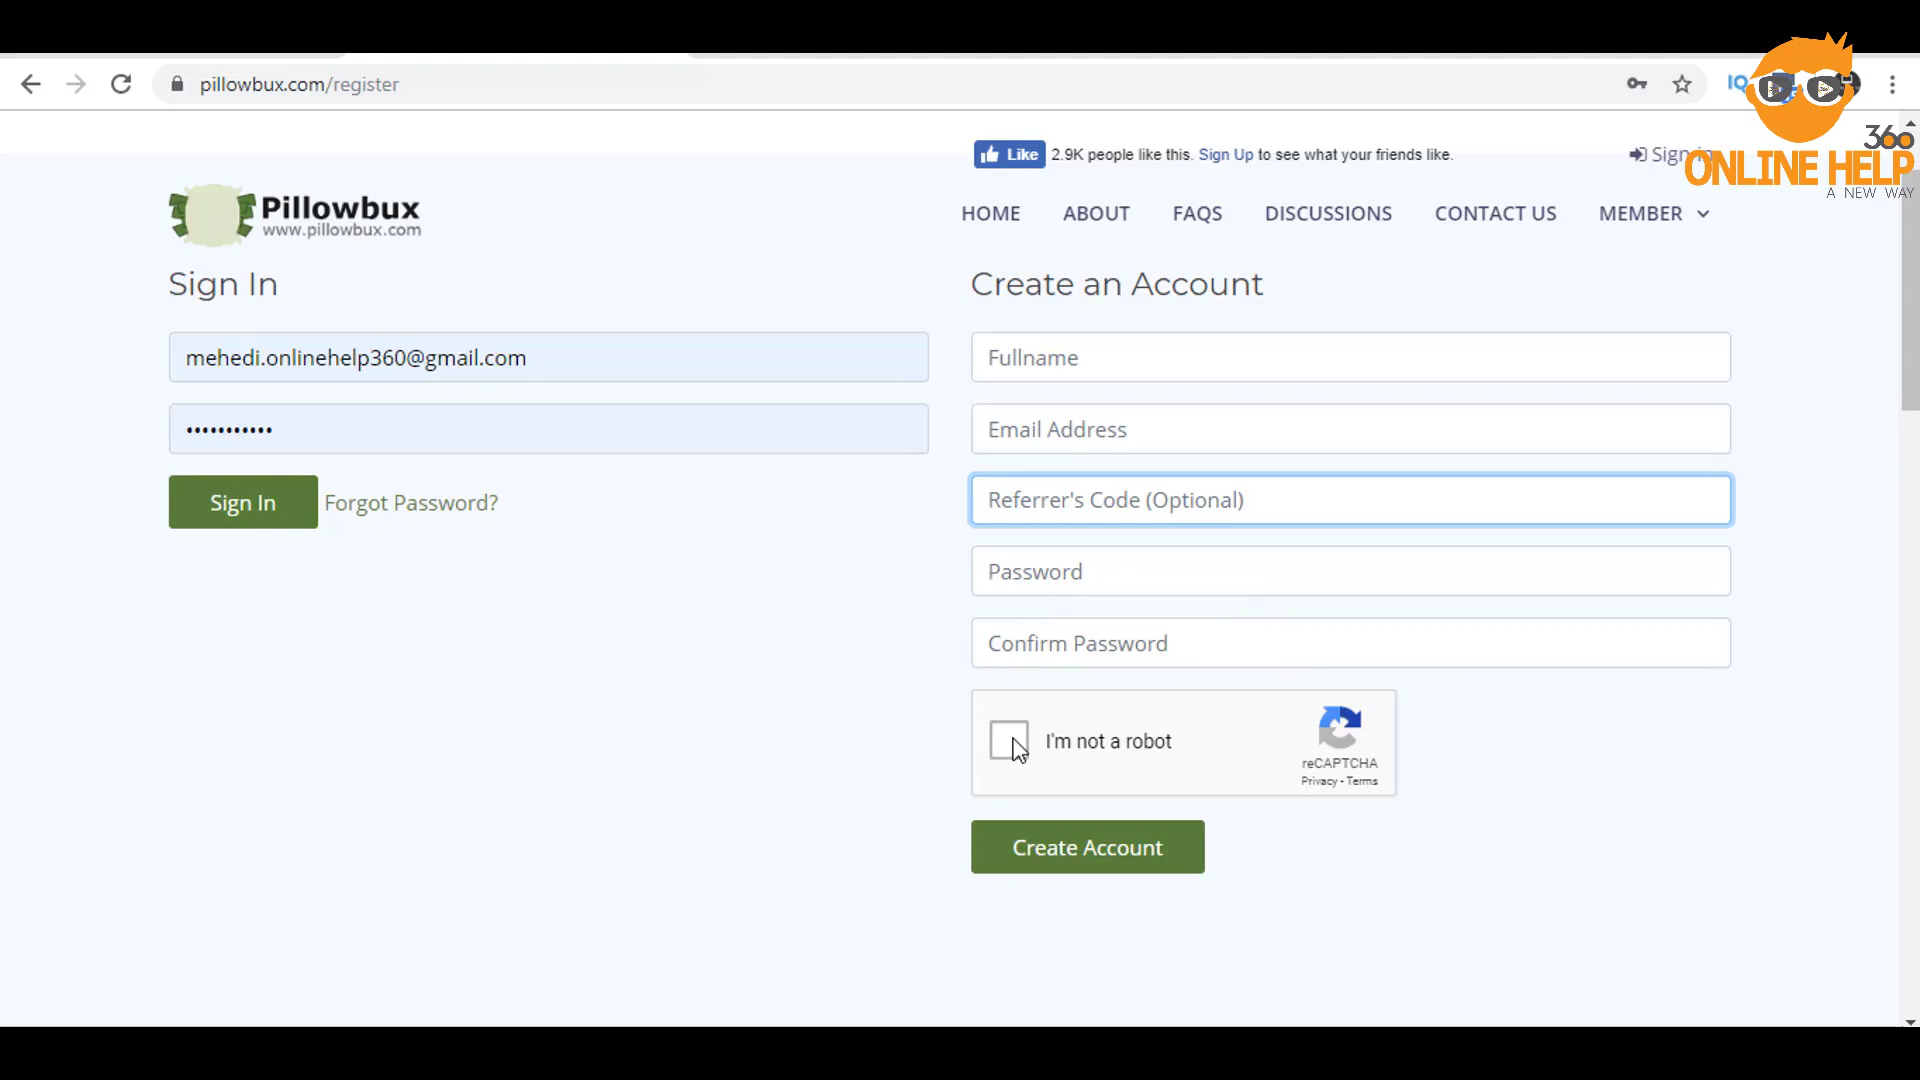 pillowbux.com/register
IQ
360
ONLINE HELP
A NEW WAY
Like
2.9K people like this. Sign Up to see what your friends like.
Sign In
Pillowbux
www.pillowbux.com
HOME
ABOUT
FAQS
DISCUSSIONS
CONTACT US
MEMBER
Sign In
mehedi.onlinehelp360@gmail.com
•••••••••••
Sign In
Forgot Password?
Create an Account
Fullname
Email Address
Referrer's Code (Optional)
Password
Confirm Password
I'm not a robot
reCAPTCHA
Privacy - Terms
Create Account